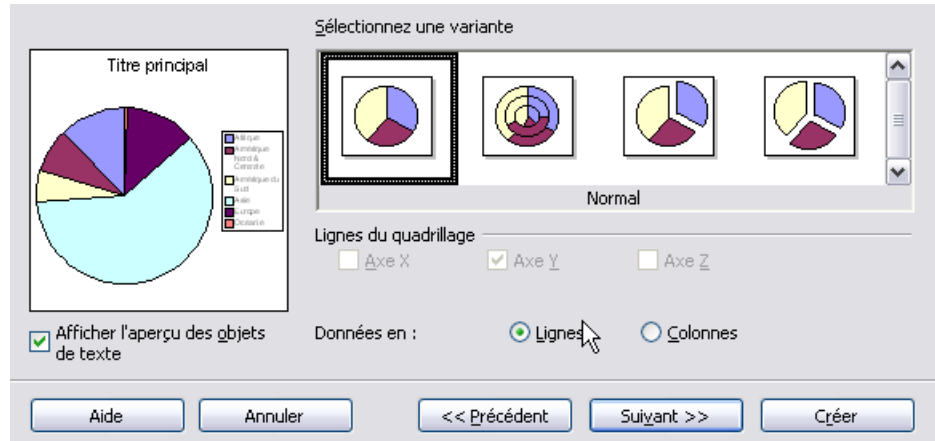 Sélectionnez une variante
Titre principal
Afrique
Amérique
Nord &
Centrale
Amérique du
Sud
Asie
Europe
Océanie
Normal
Lignes du quadrillage
Axe X
Axe Y
Axe Z
Afficher l'aperçu des objets
de texte
Données en :
Lignes
Colonnes
Aide
Annuler
<< Précédent
Suivant >>
Créer